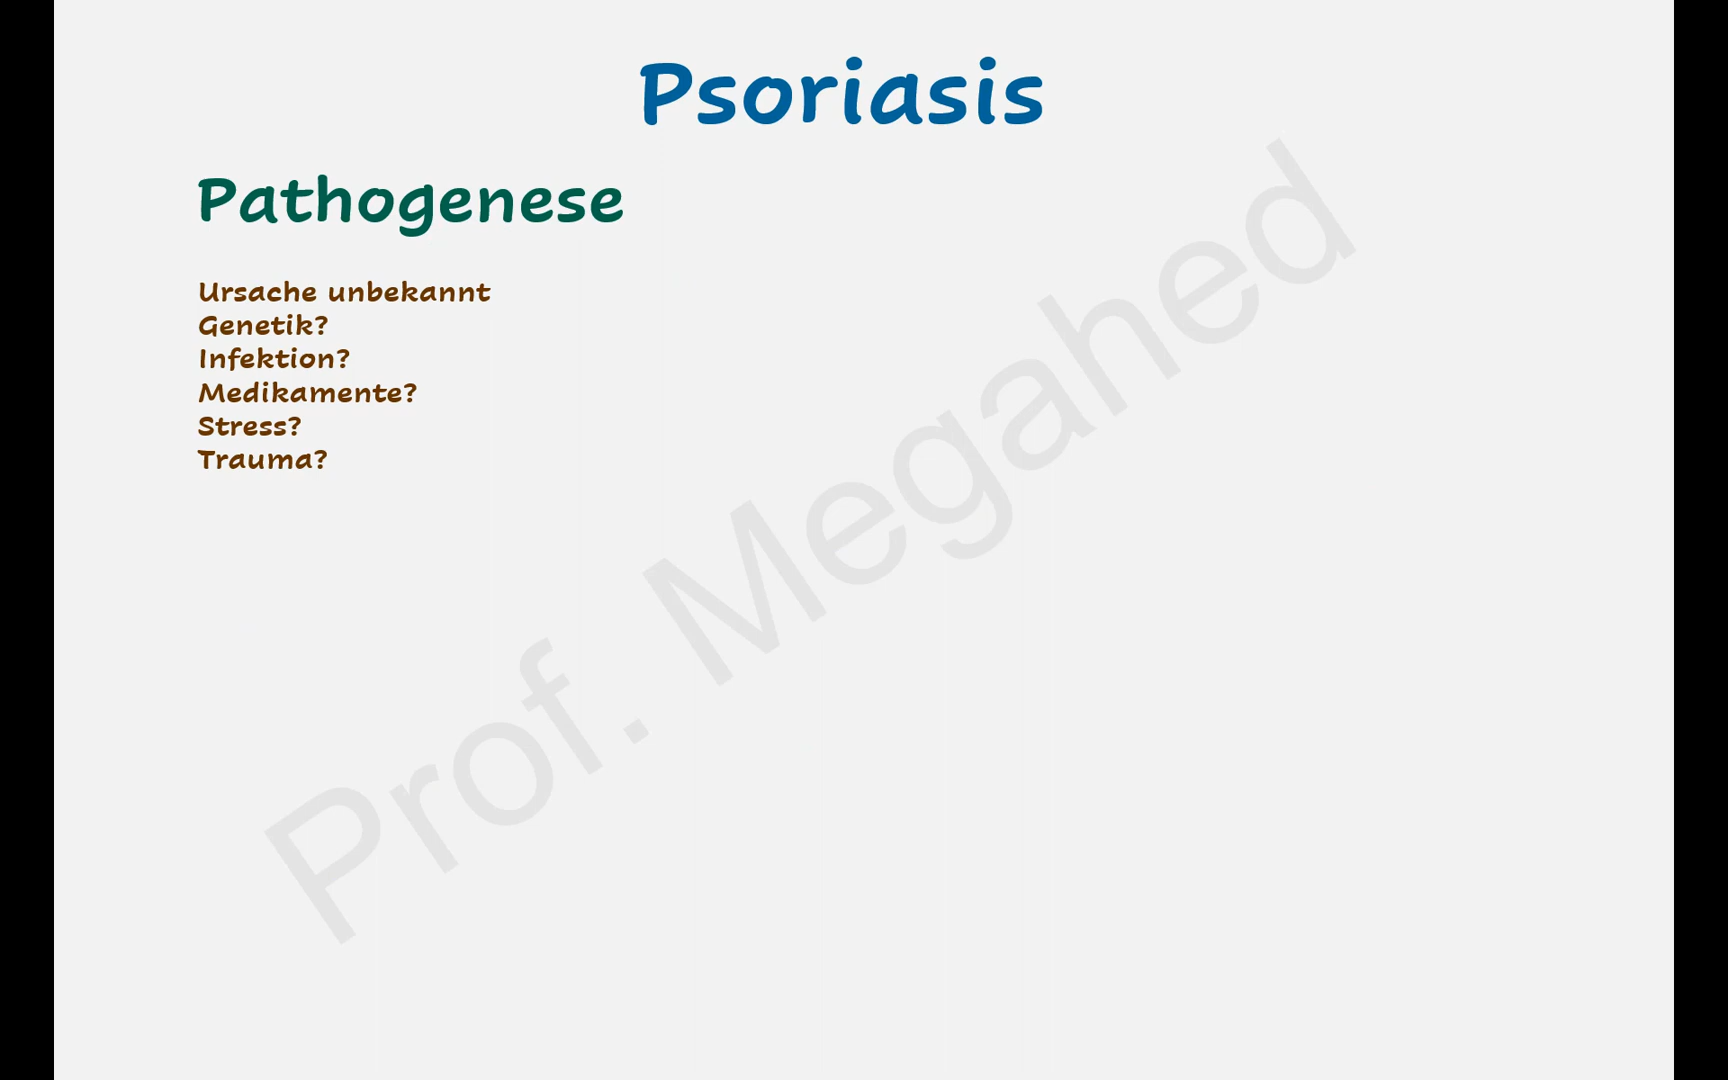 Psoriasis
Pathogenese
Ursache unbekannt
Genetik?
Infektion?
Medikamente?
Stress?
Trauma?
Prof. Megahed